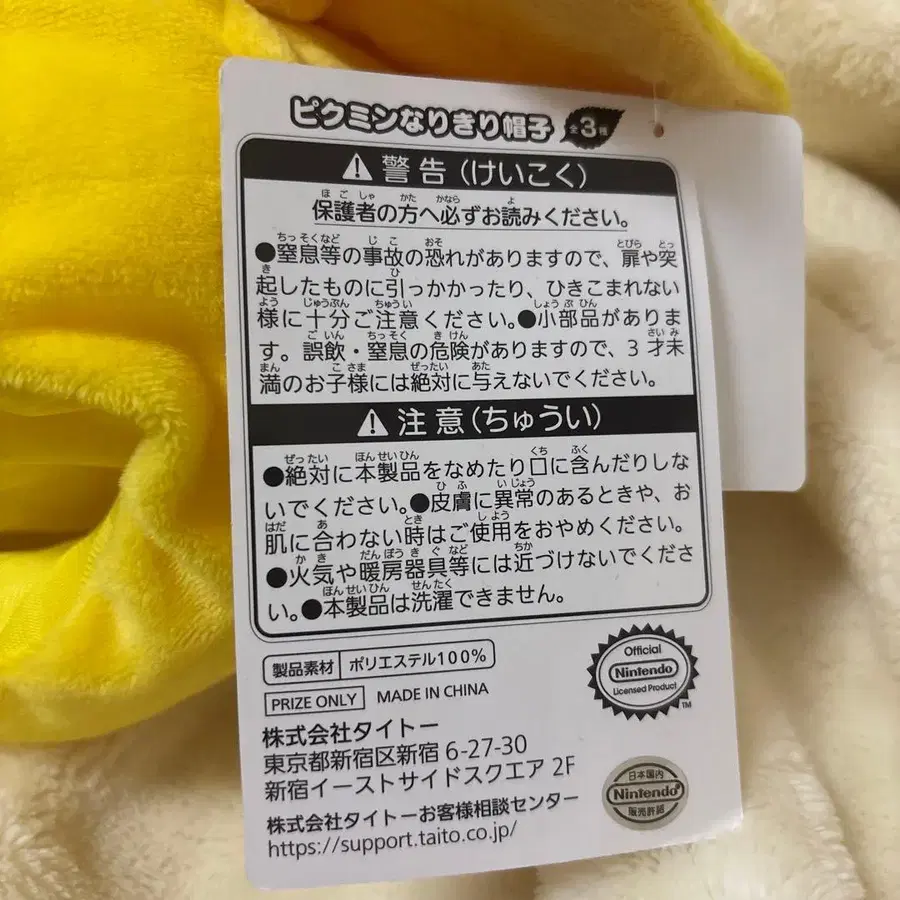 ピクミンなりきり帽子 全3種
⚠警告(けいこく)
保護者の方へ必ずお読みください。
●窒息等の事故の恐れがありますので、扉や突
起したものに引っかかったり、ひきこまれない
様に十分ご注意ください。●小部品がありま
す。誤飲・窒息の危険がありますので、3才未
満のお子様には絶対に与えないでください。
⚠注意(ちゅうい)
●絶対に本製品をなめたり口に含んだりしな
いでください。●皮膚に異常のあるときや、お
肌に合わない時はご使用をおやめください。
●火気や暖房器具等には近づけないでくださ
い。●本製品は洗濯できません。
製品素材 ポリエステル100%
PRIZE ONLY MADE IN CHINA
株式会社タイトー
東京都新宿区新宿 6-27-30
新宿イーストサイドスクエア 2F
株式会社タイトーお客様相談センター
https://support.taito.co.jp/
Official
Nintendo
Licensed Product
TM
日本国内
Nintendo
販売許諾